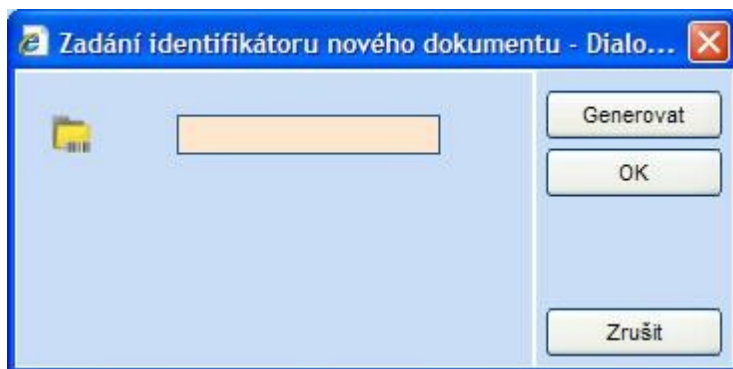 Zadání identifikátoru nového dokumentu - Dialo...
Generovat
OK
Zrušit